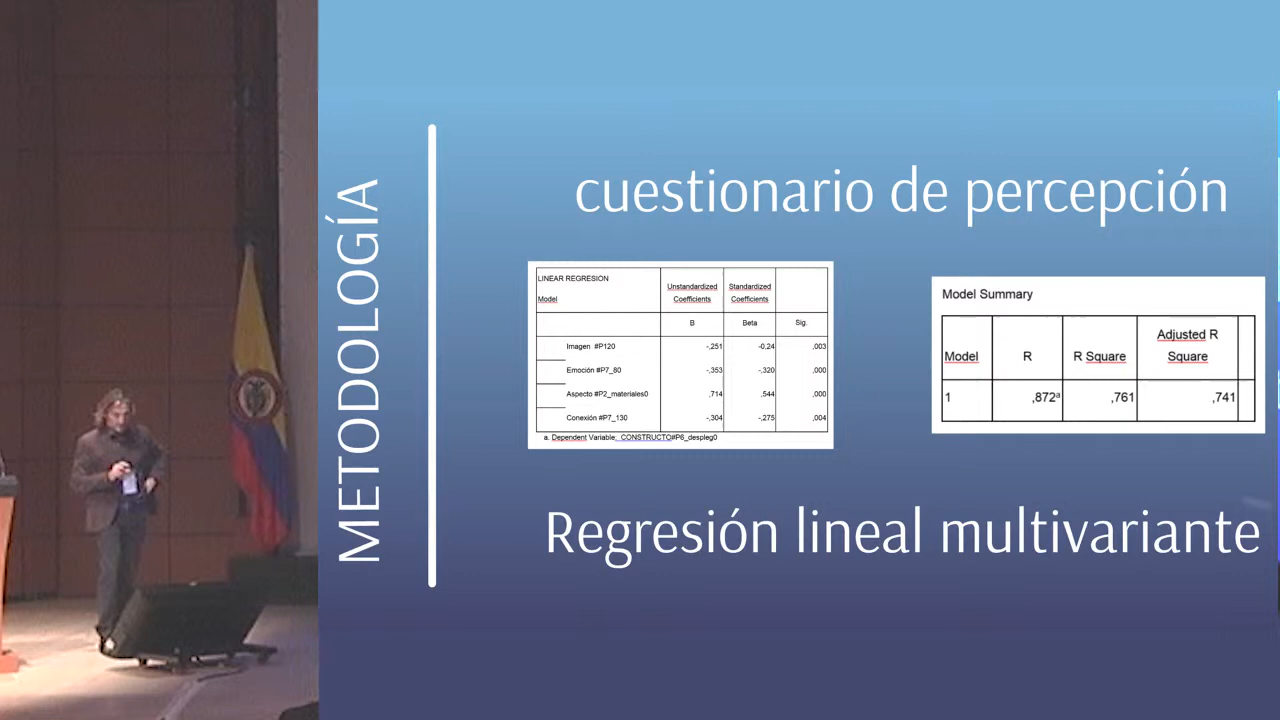 METODOLOGÍA
cuestionario de percepción
LINEAR REGRESION
Model
Unstandardized Coefficients
Standardized Coefficients
B Beta Sig.
Imagen #P120 -,251 -0,24 ,003
Emoción #P7_80 -,353 -,320 ,000
Aspecto #P2_materiales0 ,714 ,544 ,000
Conexión #P7_130 -,304 -,275 ,004
a. Dependent Variable: CONSTRUCTO#P6_despleg0
Model Summary
Model R R Square Adjusted R Square
1 ,872a ,761 ,741
Regresión lineal multivariante